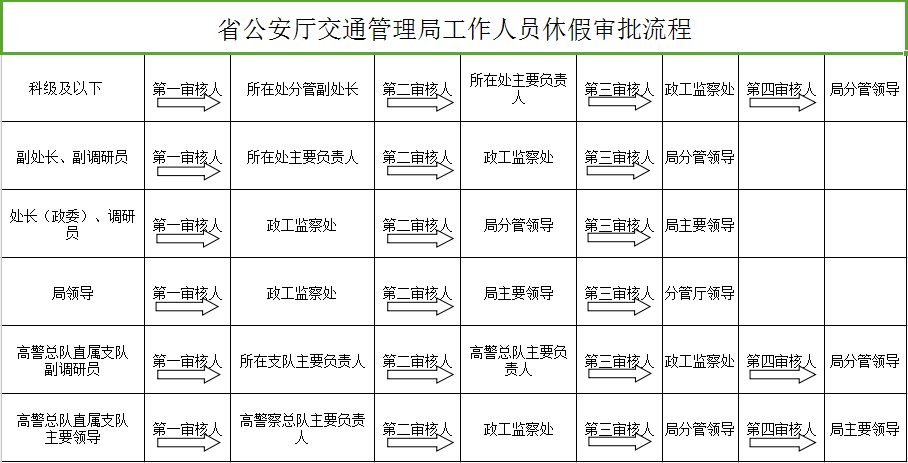 省公安厅交通管理局工作人员休假审批流程
科级及以下
第一审核人
所在处分管副处长
第二审核人
所在处主要负责
人
第三审核人
政工监察处
第四审核人
局分管领导
副处长、副调研员
第一审核人
所在处主要负责人
第二审核人
政工监察处
第三审核人
局分管领导
处长（政委）、调研
员
第一审核人
政工监察处
第二审核人
局分管领导
第三审核人
局主要领导
局领导
第一审核人
政工监察处
第二审核人
局主要领导
第三审核人
分管厅领导
高警总队直属支队
副调研员
第一审核人
所在支队主要负责人
第二审核人
高警总队主要负
责人
第三审核人
政工监察处
第四审核人
局分管领导
高警总队直属支队
主要领导
第一审核人
高警察总队主要负责
人
第二审核人
政工监察处
第三审核人
局分管领导
第四审核人
局主要领导